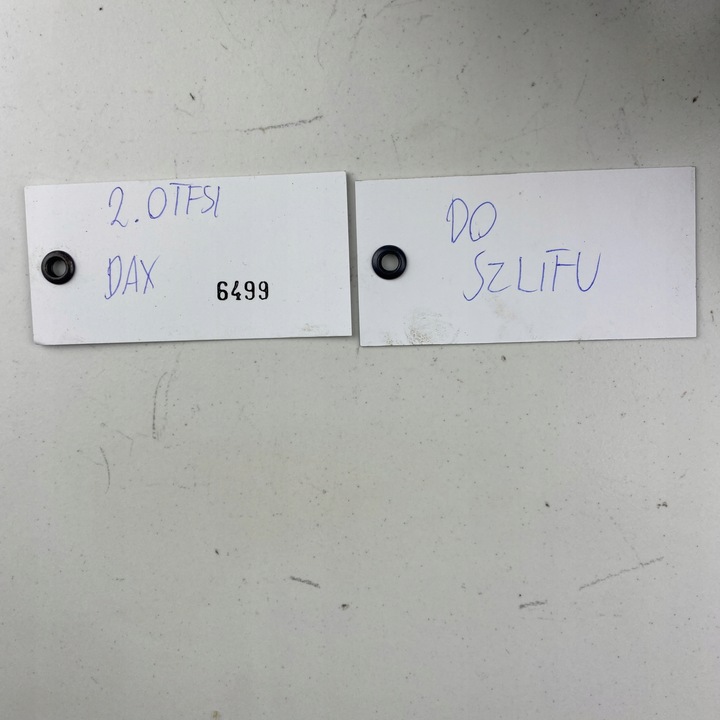 2.0TFSI
DAX 6499
DO
SZLIFU